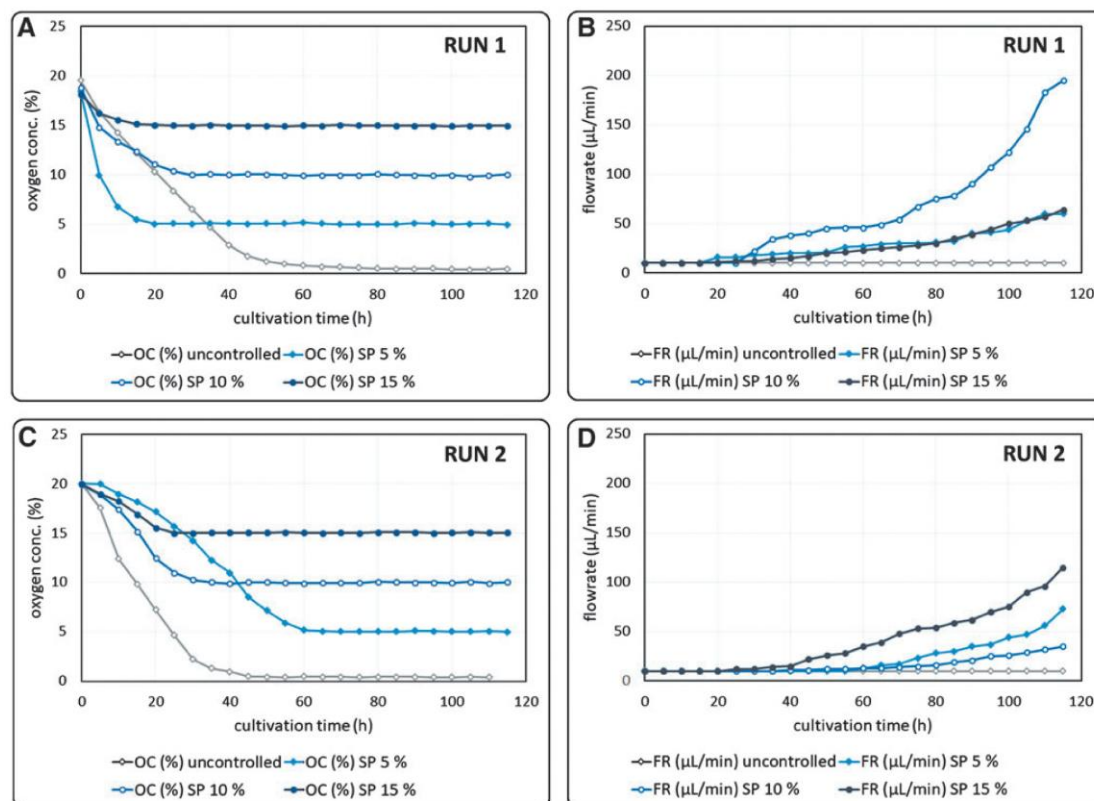 A
RUN 1
oxygen conc. (%)
25
20
15
10
5
0
0 20 40 60 80 100 120
cultivation time (h)
OC (%) uncontrolled OC (%) SP 5 %
OC (%) SP 10 % OC (%) SP 15 %
B
RUN 1
flowrate (µL/min)
250
200
150
100
50
0
0 20 40 60 80 100 120
cultivation time (h)
FR (µL/min) uncontrolled FR (µL/min) SP 5 %
FR (µL/min) SP 10 % FR (µL/min) SP 15 %
C
RUN 2
oxygen conc. (%)
25
20
15
10
5
0
0 20 40 60 80 100 120
cultivation time (h)
OC (%) uncontrolled OC (%) SP 5 %
OC (%) SP 10 % OC (%) SP 15 %
D
RUN 2
flowrate (µL/min)
250
200
150
100
50
0
0 20 40 60 80 100 120
cultivation time (h)
FR (µL/min) uncontrolled FR (µL/min) SP 5 %
FR (µL/min) SP 10 % FR (µL/min) SP 15 %